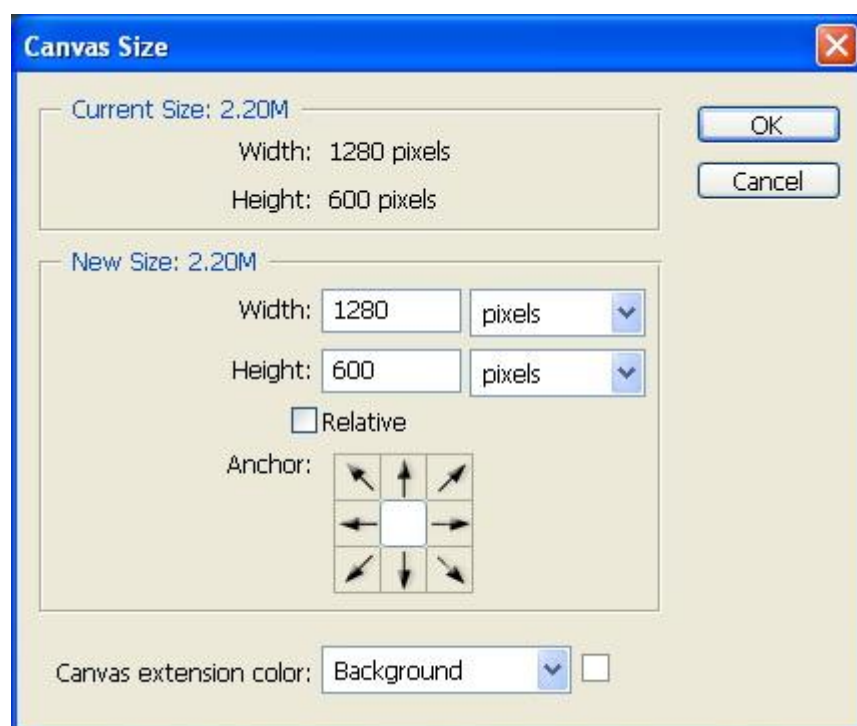 Canvas Size
Current Size: 2.20M
Width: 1280 pixels
Height: 600 pixels
OK
Cancel
New Size: 2.20M
Width: 1280 pixels
Height: 600 pixels
Relative
Anchor:
Canvas extension color: Background